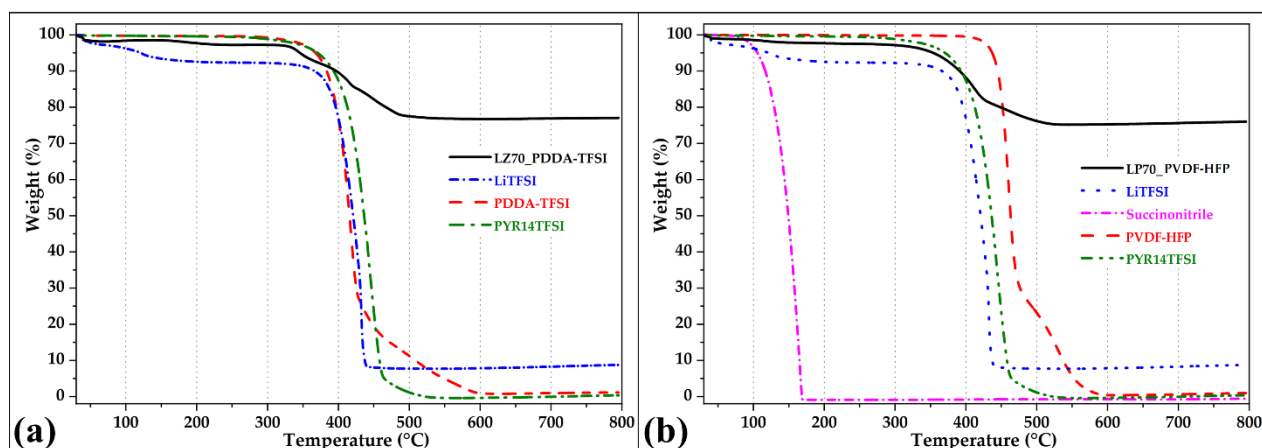 100
90
80
70
60
50
40
30
20
10
0
Weight (%)
LZ70_PDDA-TFSI
LiTFSI
PDDA-TFSI
PYR14TFSI
100 200 300 400 500 600 700 800
Temperature (°C)
(a)
100
90
80
70
60
50
40
30
20
10
0
Weight (%)
LP70_PVDF-HFP
LiTFSI
Succinonitrile
PVDF-HFP
PYR14TFSI
100 200 300 400 500 600 700 800
Temperature (°C)
(b)